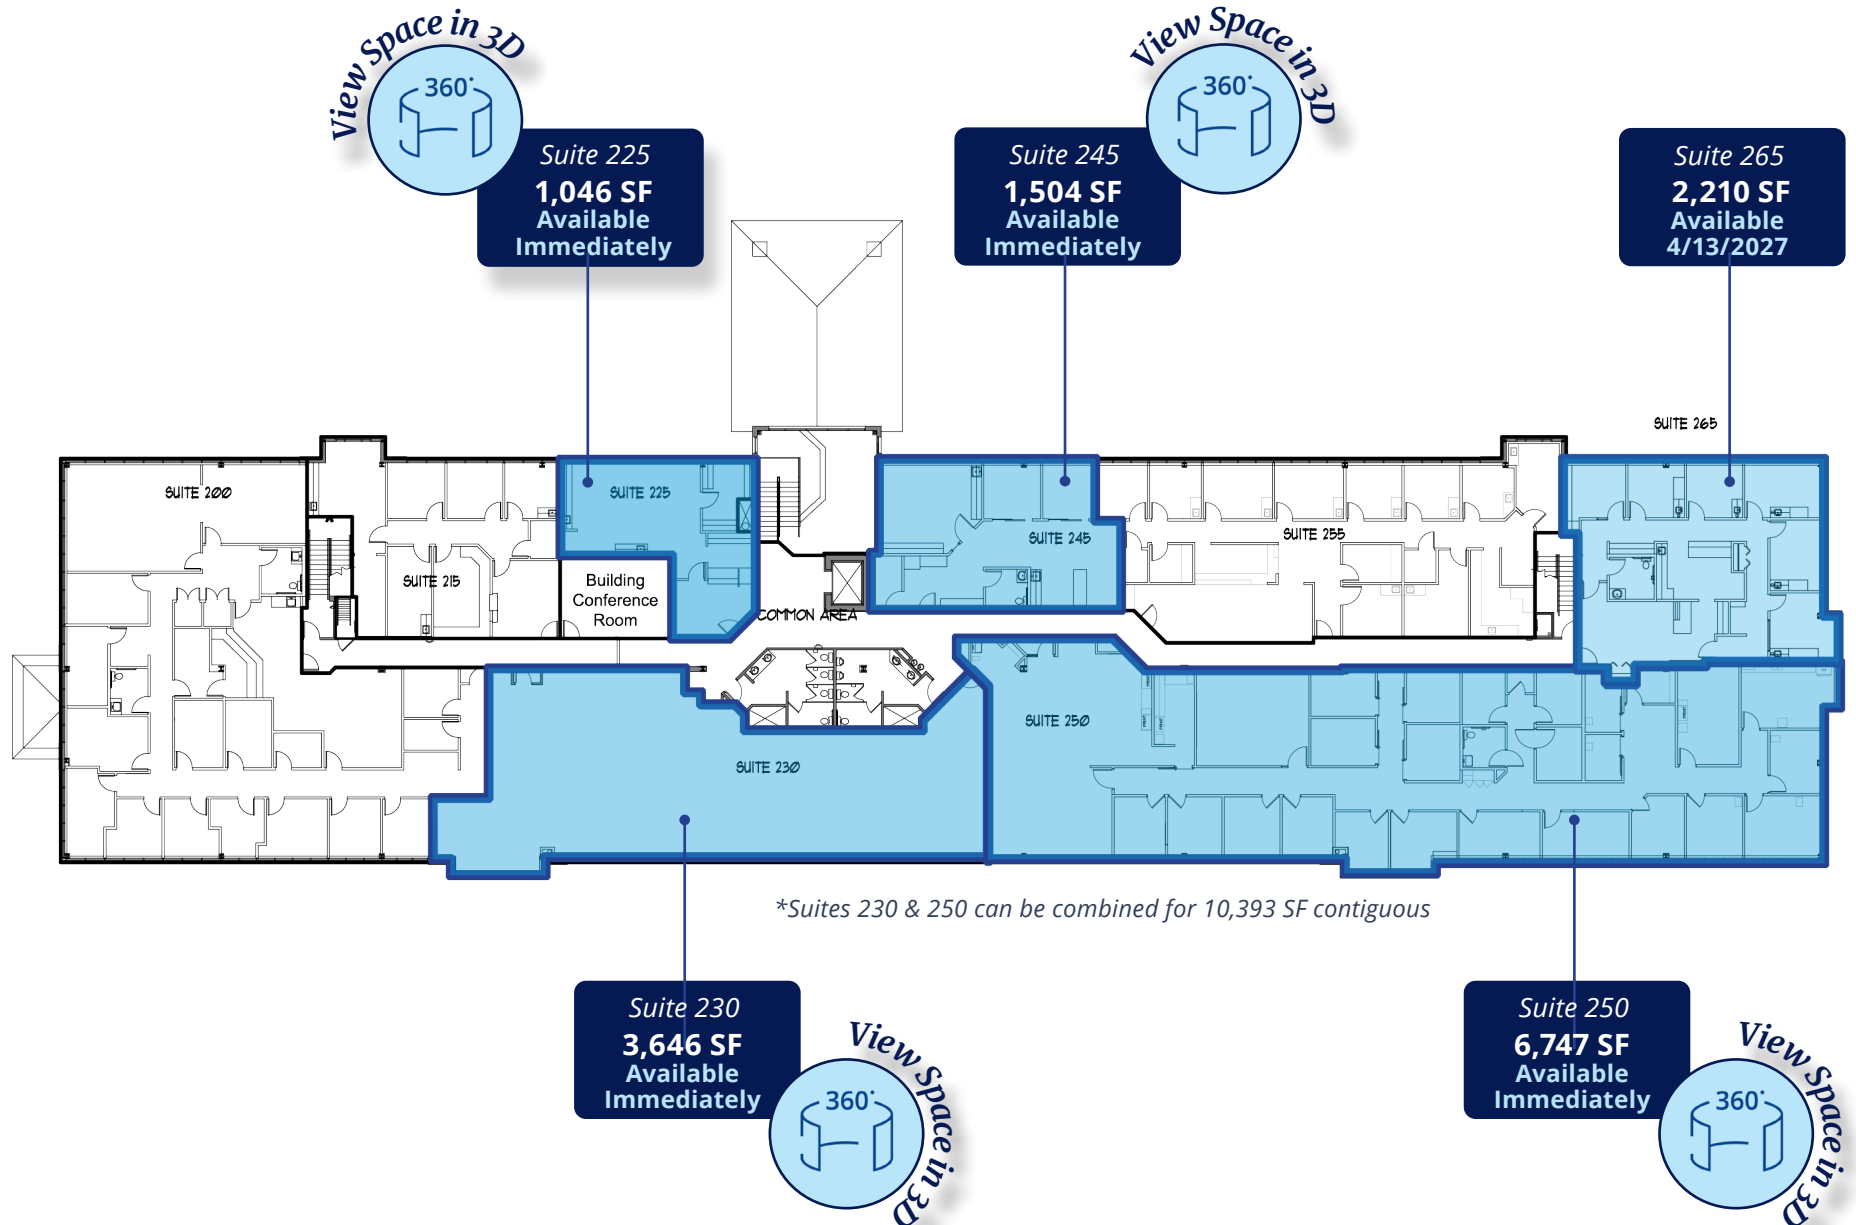 View Space in 3D
360°
Suite 225
1,046 SF
Available
Immediately
View Space in 3D
360°
Suite 245
1,504 SF
Available
Immediately
Suite 265
2,210 SF
Available
4/13/2027
SUITE 265
SUITE 200
SUITE 215
SUITE 225
Building
Conference
Room
COMMON AREA
SUITE 245
SUITE 255
SUITE 230
SUITE 250
*Suites 230 & 250 can be combined for 10,393 SF contiguous
Suite 230
3,646 SF
Available
Immediately
View Space in 3D
360°
Suite 250
6,747 SF
Available
Immediately
View Space in 3D
360°